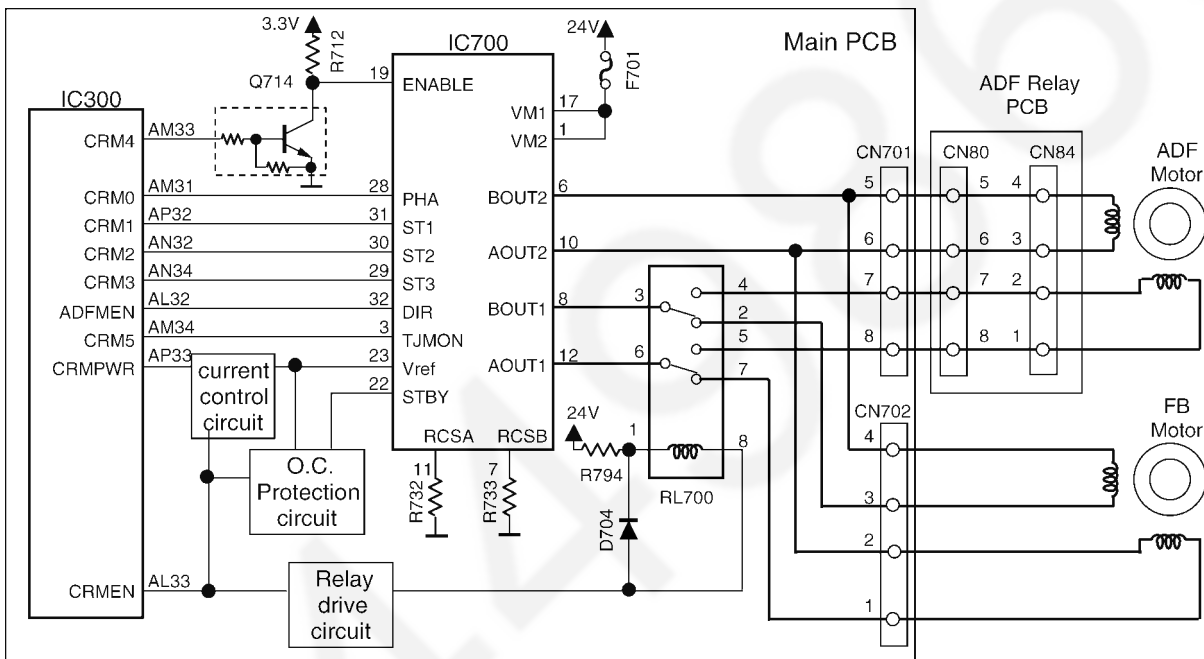 3.3V
R712
Q714
IC700
24V
F701
Main PCB
ADF Relay
PCB
IC300
19
ENABLE
17
VM1
1
VM2
CRM4
AM33
CN701
CN80
CN84
ADF
Motor
CRM0
AM31
28
PHA
BOUT2
6
5
5
4
CRM1
AP32
31
ST1
CRM2
AN32
30
ST2
AOUT2
10
6
6
3
CRM3
AN34
29
ST3
4
7
7
2
ADFMEN
AL32
32
DIR
BOUT1
8
3
2
CRM5
AM34
3
TJMON
5
8
8
1
CRMPWR
AP33
23
Vref
AOUT1
12
6
7
current
control
circuit
22
STBY
CN702
FB
Motor
RCSA
RCSB
24V
1
8
4
R794
RL700
O.C.
Protection
circuit
11
R732
7
R733
D704
3
2
CRMEN
AL33
Relay
drive
circuit
1